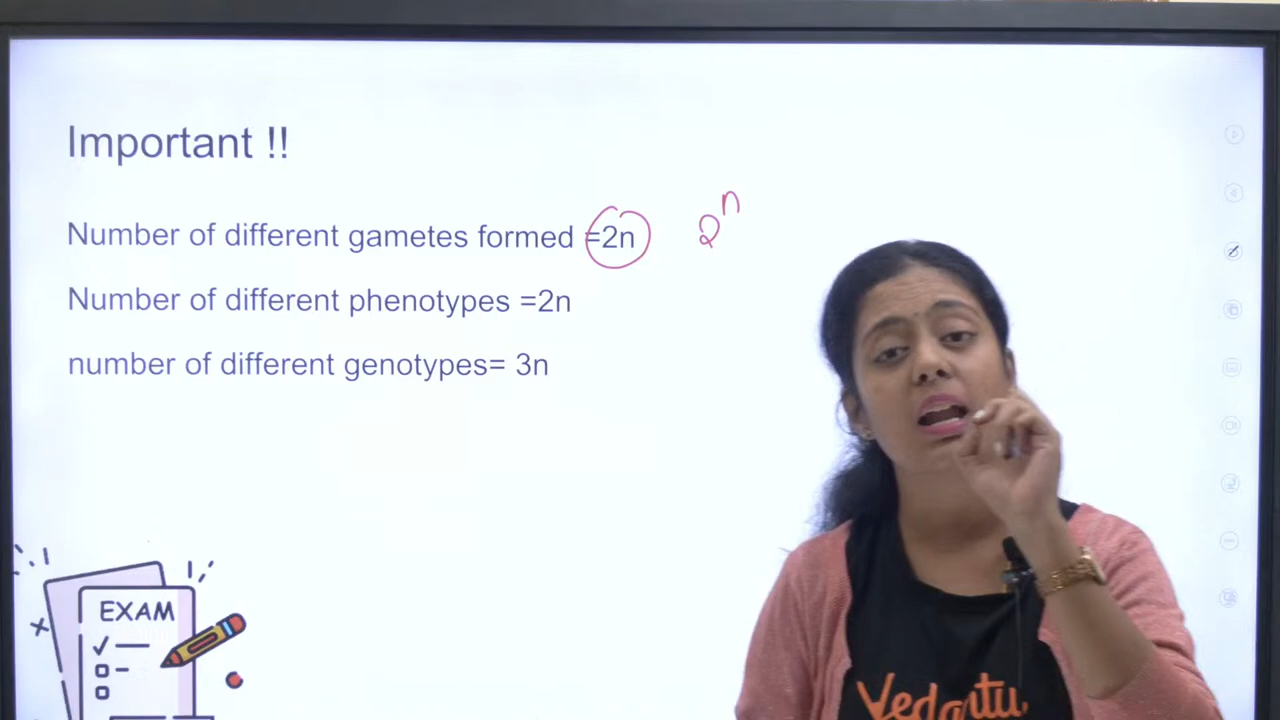 Important !!
Number of different gametes formed =2n 2ⁿ
Number of different phenotypes =2n
number of different genotypes= 3n
EXAM
Vedantu